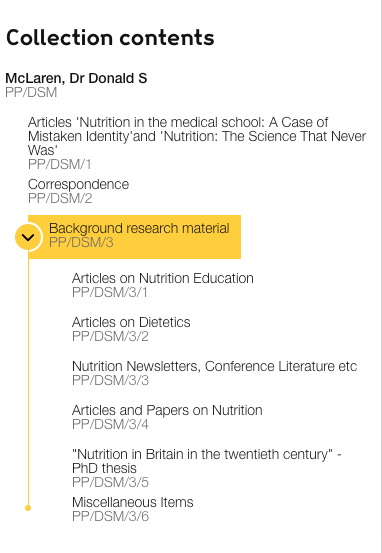 Collection contents
McLaren, Dr Donald S
PP/DSM
Articles 'Nutrition in the medical school: A Case of
Mistaken Identity'and 'Nutrition: The Science That Never
Was'
PP/DSM/1
Correspondence
PP/DSM/2
Background research material
PP/DSM/3
Articles on Nutrition Education
PP/DSM/3/1
Articles on Dietetics
PP/DSM/3/2
Nutrition Newsletters, Conference Literature etc
PP/DSM/3/3
Articles and Papers on Nutrition
PP/DSM/3/4
"Nutrition in Britain in the twentieth century" -
PhD thesis
PP/DSM/3/5
Miscellaneous Items
PP/DSM/3/6